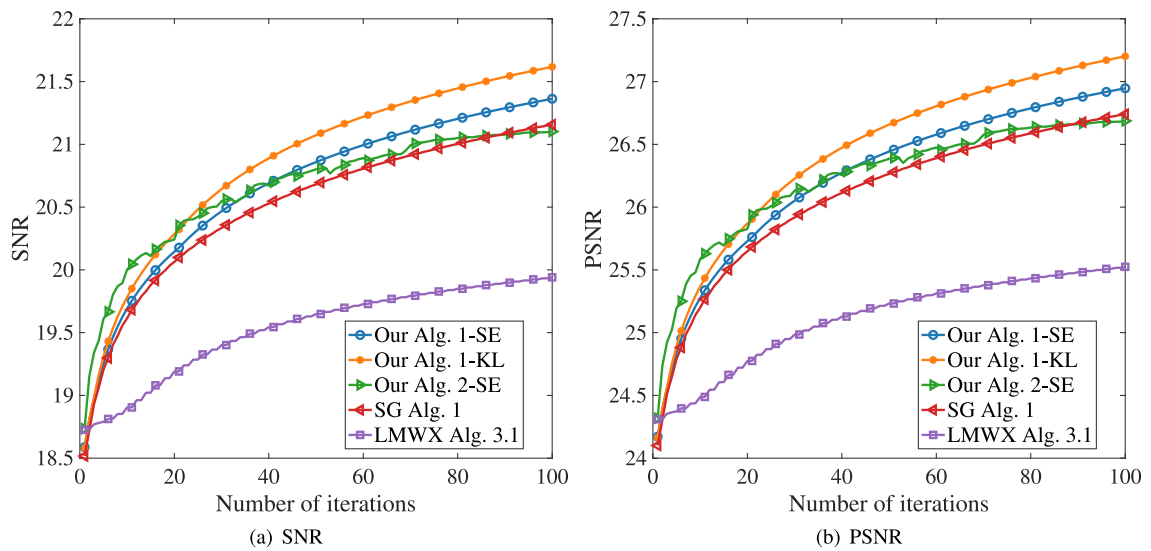 22
21.5
21
20.5
20
19.5
19
18.5
SNR
0
20
40
60
80
100
Number of iterations
Our Alg. 1-SE
Our Alg. 1-KL
Our Alg. 2-SE
SG Alg. 1
LMWX Alg. 3.1
(a) SNR
27.5
27
26.5
26
25.5
25
24.5
24
PSNR
0
20
40
60
80
100
Number of iterations
Our Alg. 1-SE
Our Alg. 1-KL
Our Alg. 2-SE
SG Alg. 1
LMWX Alg. 3.1
(b) PSNR